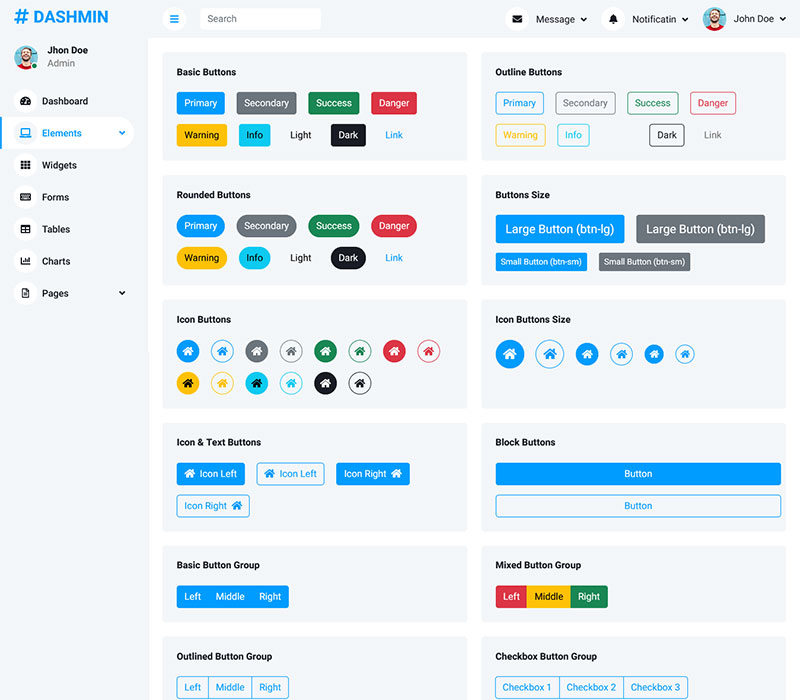 # DASHMIN
Search
Message
Notificatin
John Doe
Jhon Doe
Admin
Dashboard
Elements
Widgets
Forms
Tables
Charts
Pages
Basic Buttons
Primary Secondary Success Danger
Warning Info Light Dark Link
Outline Buttons
Primary Secondary Success Danger
Warning Info Dark Link
Rounded Buttons
Primary Secondary Success Danger
Warning Info Light Dark Link
Buttons Size
Large Button (btn-lg) Large Button (btn-lg)
Small Button (btn-sm) Small Button (btn-sm)
Icon Buttons
Icon Buttons Size
Icon & Text Buttons
Icon Left Icon Left Icon Right
Icon Right
Block Buttons
Button
Button
Basic Button Group
Left Middle Right
Mixed Button Group
Left Middle Right
Outlined Button Group
Left Middle Right
Checkbox Button Group
Checkbox 1 Checkbox 2 Checkbox 3